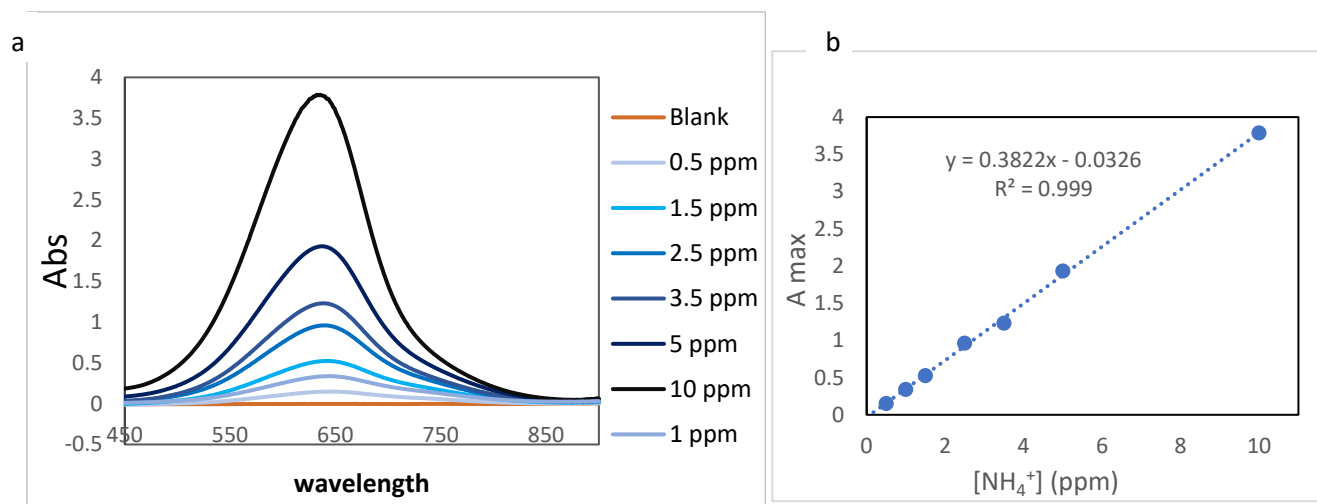 a
4
3.5
3
2.5
2
1.5
1
0.5
0
-0.5
Abs
450 550 650 750 850
wavelength
Blank
0.5 ppm
1.5 ppm
2.5 ppm
3.5 ppm
5 ppm
10 ppm
1 ppm
b
4
3.5
3
2.5
2
1.5
1
0.5
0
A max
y = 0.3822x - 0.0326
R² = 0.999
0 2 4 6 8 10
[NH₄⁺] (ppm)